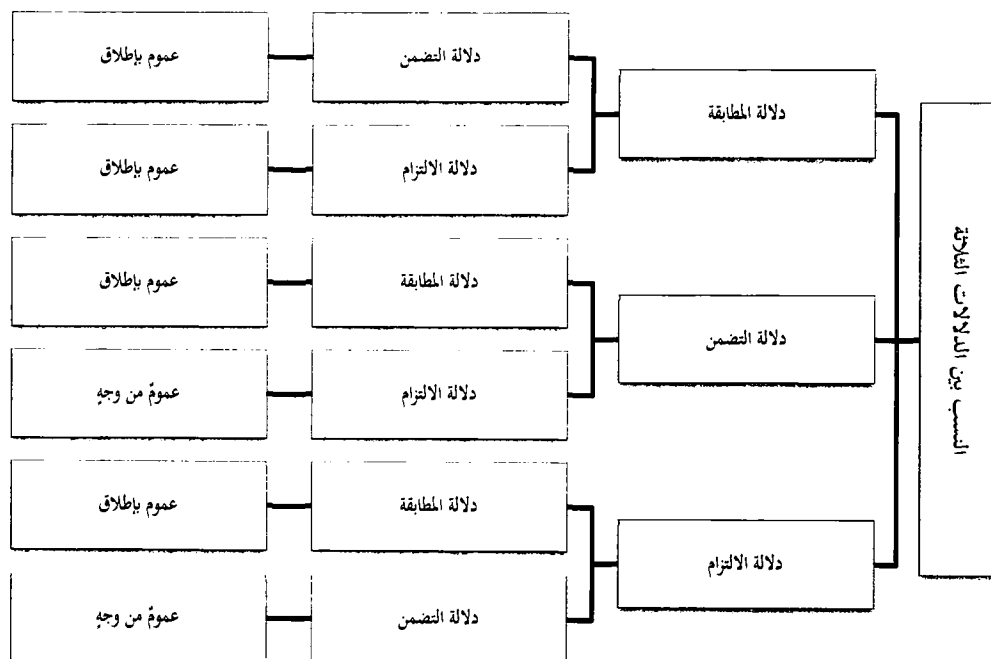 النسب بين الدلالات الثلاثة
دلالة المطابقة
دلالة التضمن
عموم بإطلاق
دلالة الالتزام
عموم بإطلاق
دلالة التضمن
دلالة المطابقة
عموم بإطلاق
دلالة الالتزام
عمومٌ من وجهٍ
دلالة الالتزام
دلالة المطابقة
عموم بإطلاق
دلالة التضمن
عمومٌ من وجهٍ